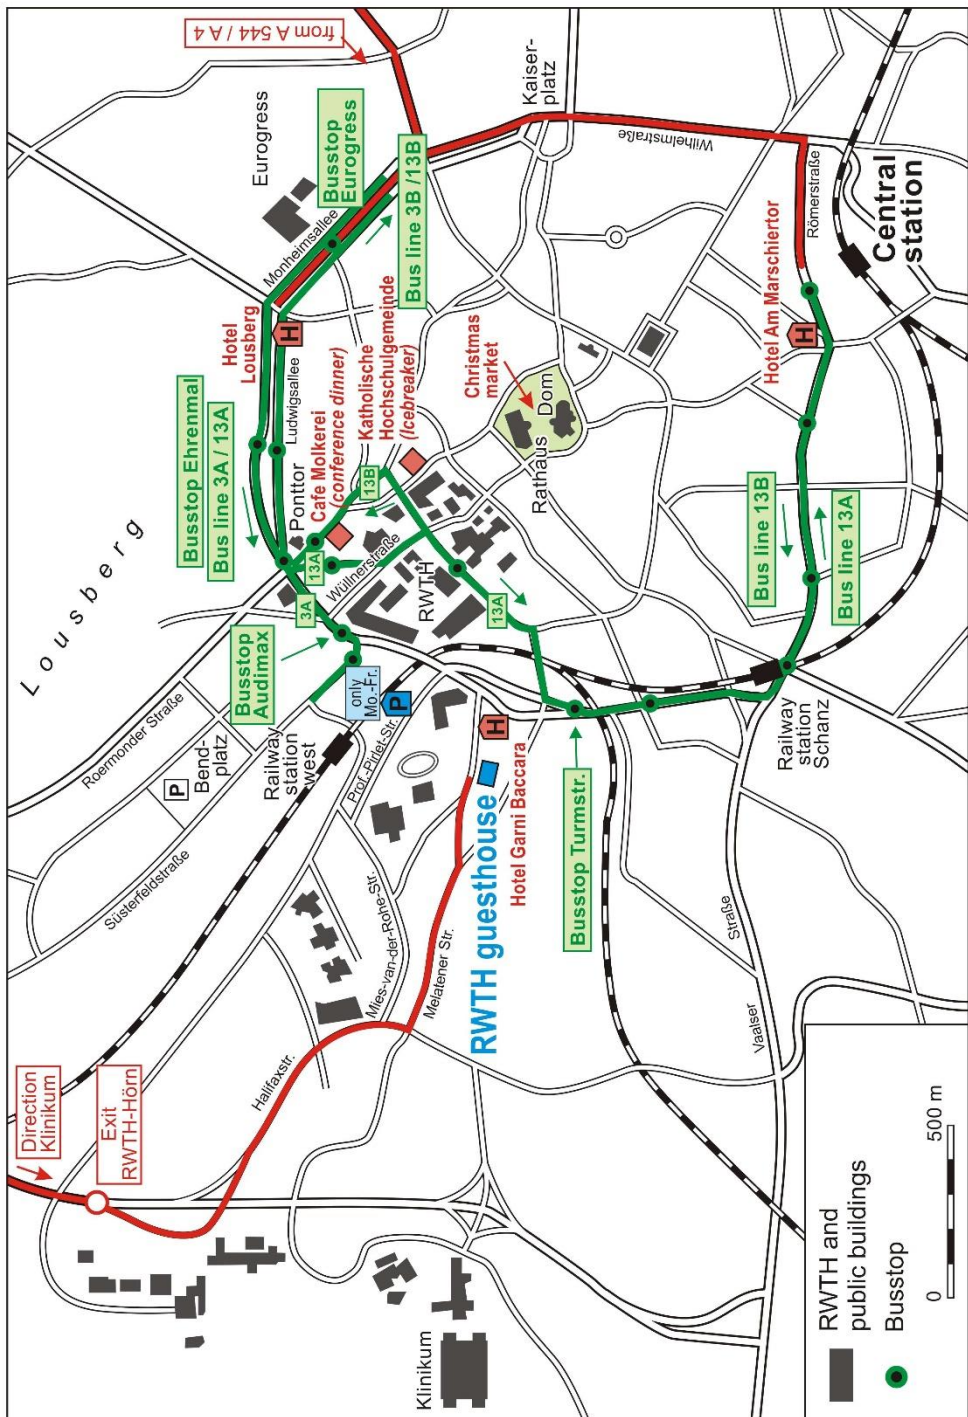 Direction
Klinikum
Exit
RWTH-Hörn
Halifaxstr.
Klinikum
Süsterfeldstraße
Roermonder Straße
P
Bend-
platz
Railway
station
west
Prof.-Pirlet-Str.
Mies-van-der-Rohe-Str.
Melatener Str.
RWTH guesthouse
H
Hotel Garni Baccara
only
Mo.-Fr.
P
Busstop
Audimax
Lousberg
Busstop Ehrenmal
Bus line 3A / 13A
Hotel
Lousberg
H
Ludwigsallee
Monheimsallee
Eurogress
Busstop
Eurogress
Bus line 3B /13B
from A 544 / A 4
Kaiser-
platz
Wilhelmstraße
Römerstraße
Central
station
Hotel Am Marschiertor
H
Ponttor
Cafe Molkerei
(conference dinner)
Katholische
Hochschulgemeinde
(Icebreaker)
Christmas
market
Dom
Rathaus
3A
13A
13B
Wüllnerstraße
RWTH
13A
Busstop Turmstr.
Railway
station
Schanz
Bus line 13B
Bus line 13A
Vaalser
Straße
RWTH and
public buildings
Busstop
0
500 m